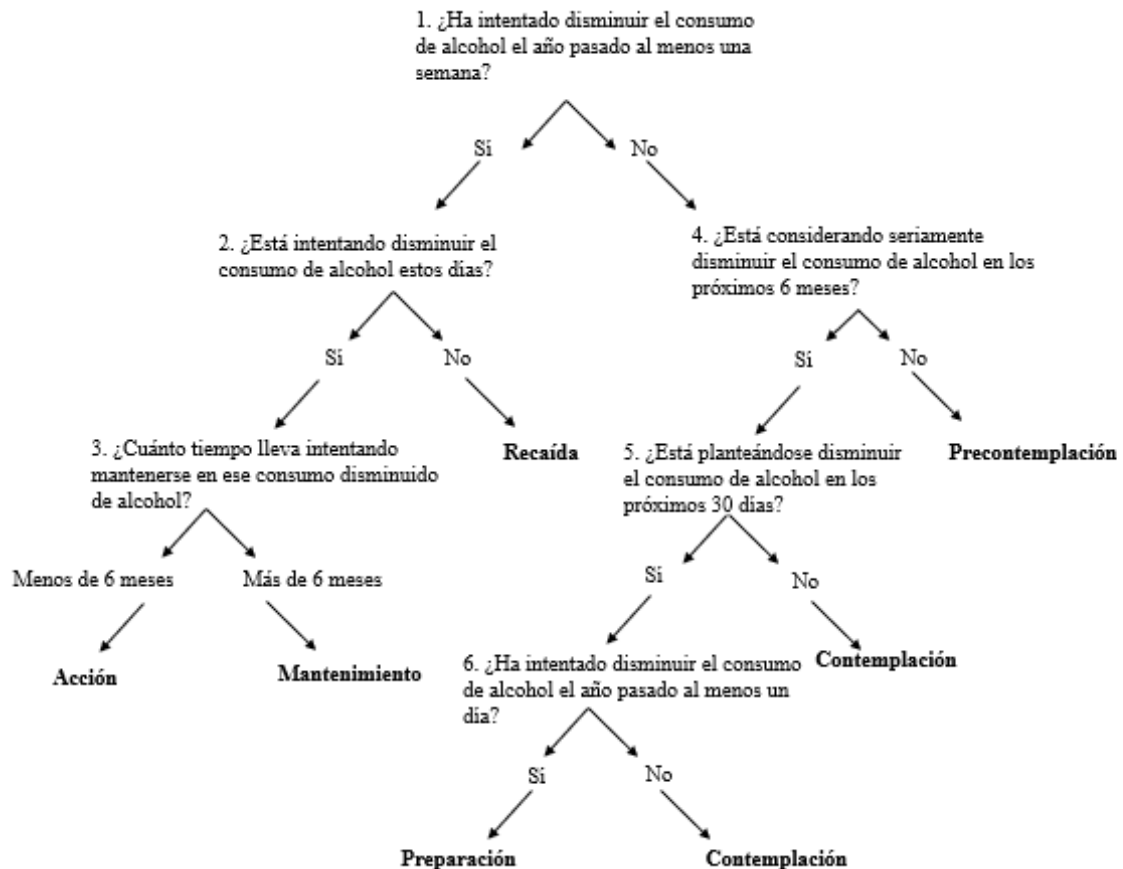 1. ¿Ha intentado disminuir el consumo
de alcohol el año pasado al menos una
semana?
Sí
No
2. ¿Está intentando disminuir el
consumo de alcohol estos días?
4. ¿Está considerando seriamente
disminuir el consumo de alcohol en los
próximos 6 meses?
Sí
No
Sí
No
3. ¿Cuánto tiempo lleva intentando
mantenerse en ese consumo disminuido
de alcohol?
Recaída
5. ¿Está planteándose disminuir
el consumo de alcohol en los
próximos 30 días?
Precontemplación
Menos de 6 meses
Más de 6 meses
Sí
No
Acción
Mantenimiento
6. ¿Ha intentado disminuir el consumo
de alcohol el año pasado al menos un
día?
Contemplación
Sí
No
Preparación
Contemplación